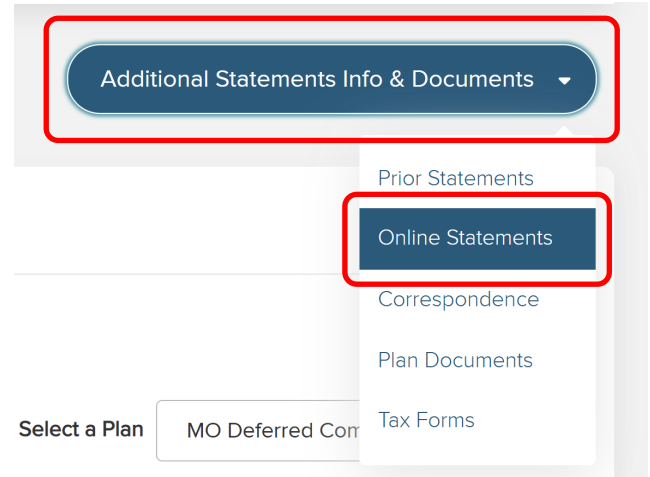 Additional Statements Info & Documents
Prior Statements
Online Statements
Correspondence
Plan Documents
Tax Forms
Select a Plan
MO Deferred Com